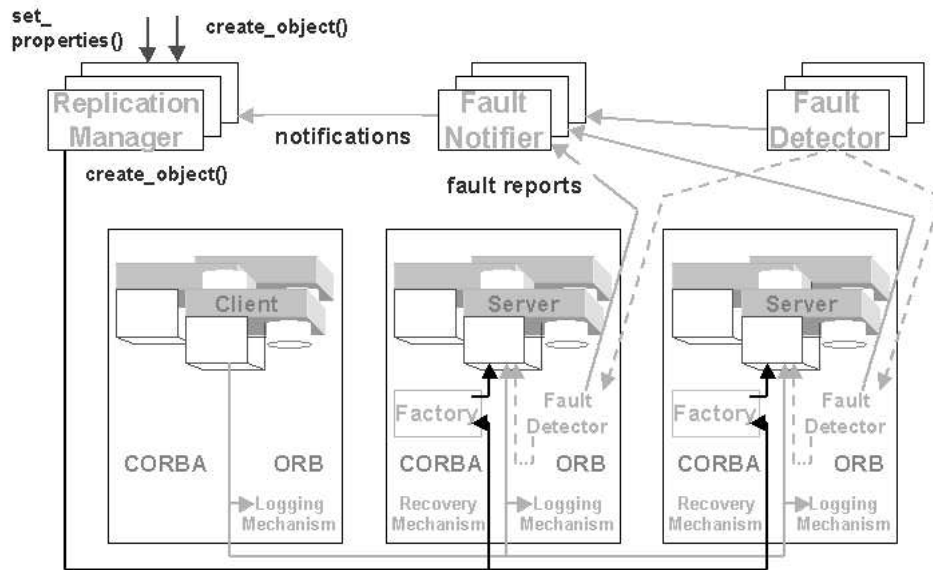 set_
properties()
create_object()
Replication
Manager
notifications
Fault
Notifier
Fault
Detector
create_object()
fault reports
Client
Server
Server
Factory
Fault
Detector
Factory
Fault
Detector
CORBA
ORB
CORBA
ORB
CORBA
ORB
Logging
Mechanism
Recovery
Mechanism
Logging
Mechanism
Recovery
Mechanism
Logging
Mechanism